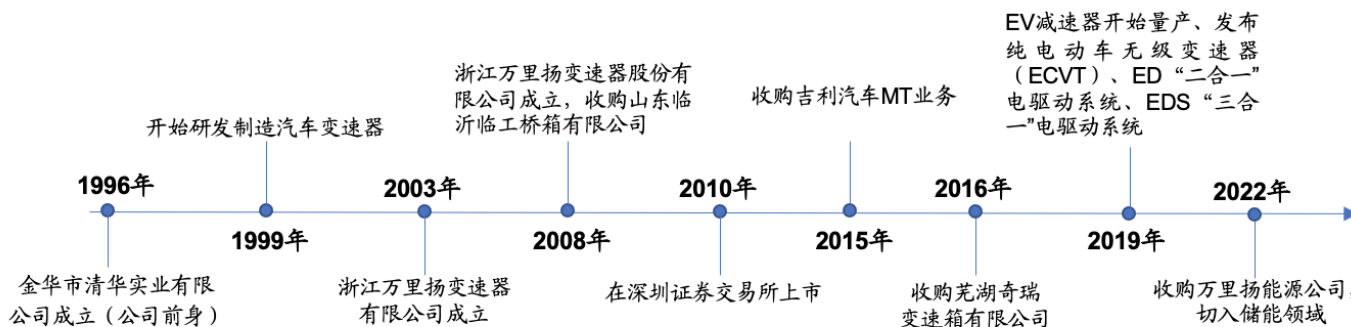 EV减速器开始量产、发布
纯电动车无级变速器
（ECVT）、ED“二合一”
电驱动系统、EDS“三合
一”电驱动系统
浙江万里扬变速器股份有
限公司成立，收购山东临
沂临工桥箱有限公司
收购吉利汽车MT业务
开始研发制造汽车变速器
1996年
2003年
2010年
2016年
2022年
1999年
2008年
2015年
2019年
金华市清华实业有限
公司成立（公司前身）
浙江万里扬变速器
有限公司成立
在深圳证券交易所上市
收购芜湖奇瑞
变速箱有限公司
收购万里扬能源公司，
切入储能领域